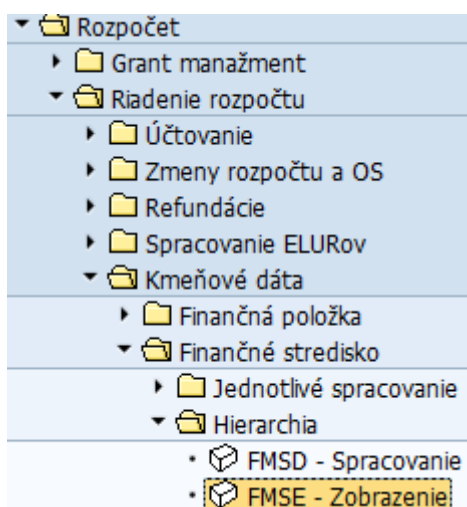 Rozpočet
Grant manažment
Riadenie rozpočtu
Účtovanie
Zmeny rozpočtu a OS
Refundácie
Spracovanie ELURov
Kmeňové dáta
Finančná položka
Finančné stredisko
Jednotlivé spracovanie
Hierarchia
FMSD - Spracovanie
FMSE - Zobrazenie